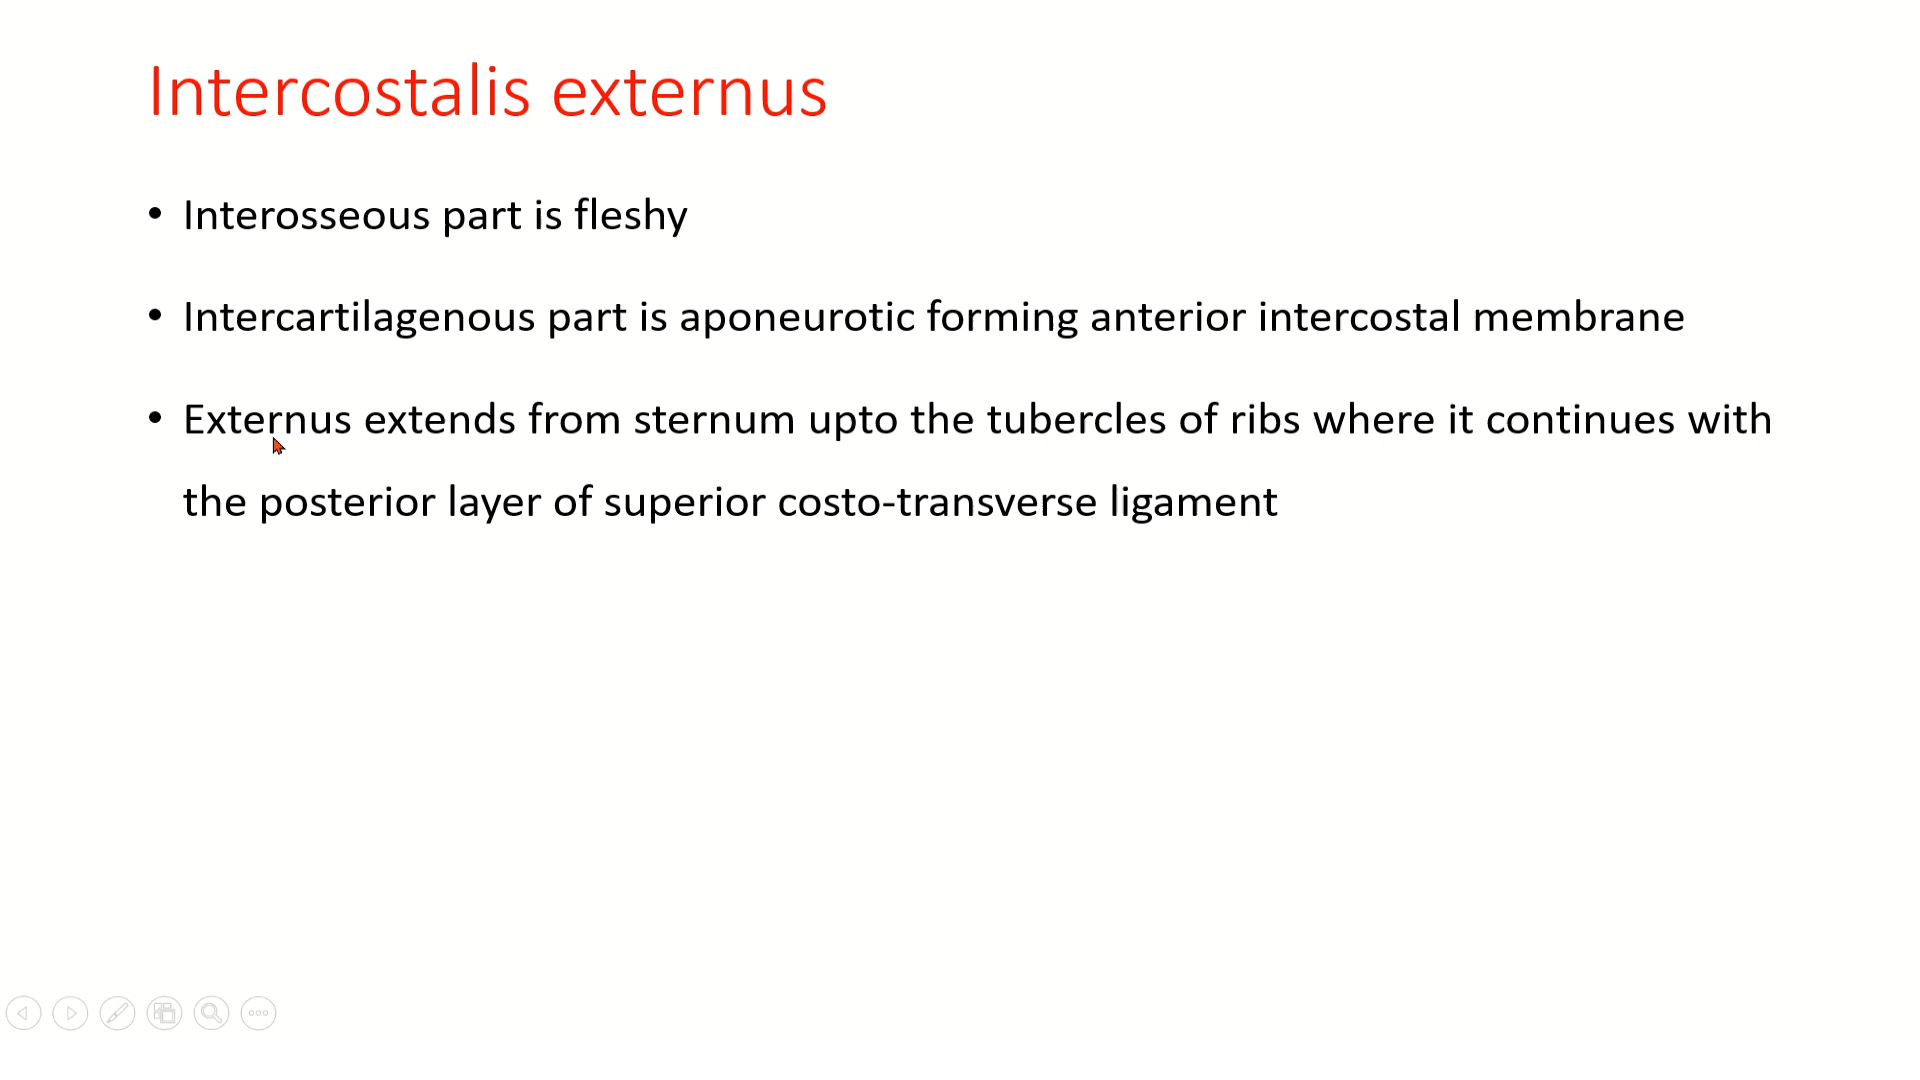 Intercostalis externus
• Interosseous part is fleshy
• Intercartilagenous part is aponeurotic forming anterior intercostal membrane
• Externus extends from sternum upto the tubercles of ribs where it continues with
the posterior layer of superior costo-transverse ligament